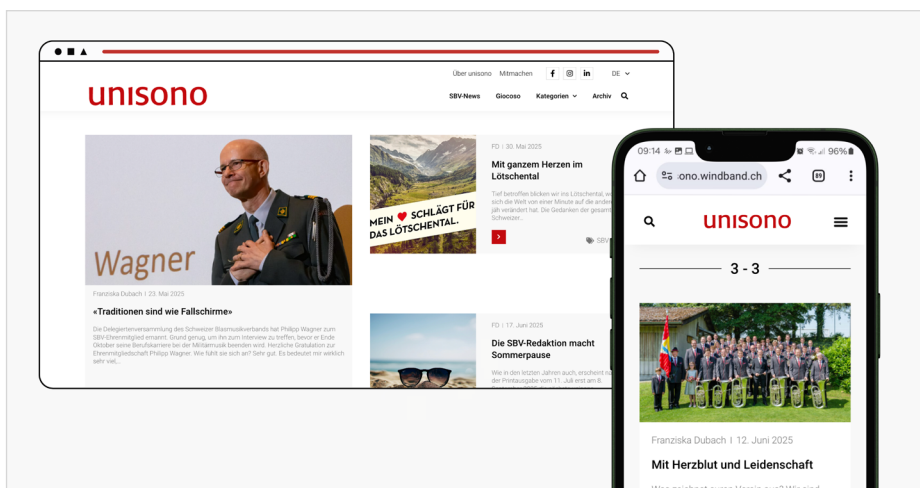 Über unisono Mitmachen f in DE
unisono
SBV-News Giocoso Kategorien Archiv
Wagner
Franziska Dubach I 23. Mai 2025
«Traditionen sind wie Fallschirme»
Die Delegiertenversammlung des Schweizer Blasmusikverbands hat Philipp Wagner zum
SBV-Ehrenmitglied ernannt. Grund genug, um ihn zum Interview zu treffen, bevor er Ende
Oktober seine Berufskarriere bei der Militärmusik beenden wird. Herzliche Gratulation zur
Ehrenmitgliedschaft Philipp Wagner. Wie fühlt sie sich an? Sehr gut. Es bedeutet mir wirklich
sehr viel,...
MEIN SCHLÄGT FÜR
DAS LÖTSCHENTAL.
FD I 30. Mai 2025
Mit ganzem Herzen im
Lötschental
Tief betroffen blicken wir ins Lötschental, wo
sich die Welt von einer Minute auf die andere
jäh verändert hat. Die Gedanken der gesamten
Schweizer...
SBV
FD I 17. Juni 2025
Die SBV-Redaktion macht
Sommerpause
Wie in den letzten Jahren auch, erscheint
der Printausgabe vom 11. Juli erst am 6.
09:14 96%
ono.windband.ch 89
unisono
3 - 3
Franziska Dubach I 12. Juni 2025
Mit Herzblut und Leidenschaft